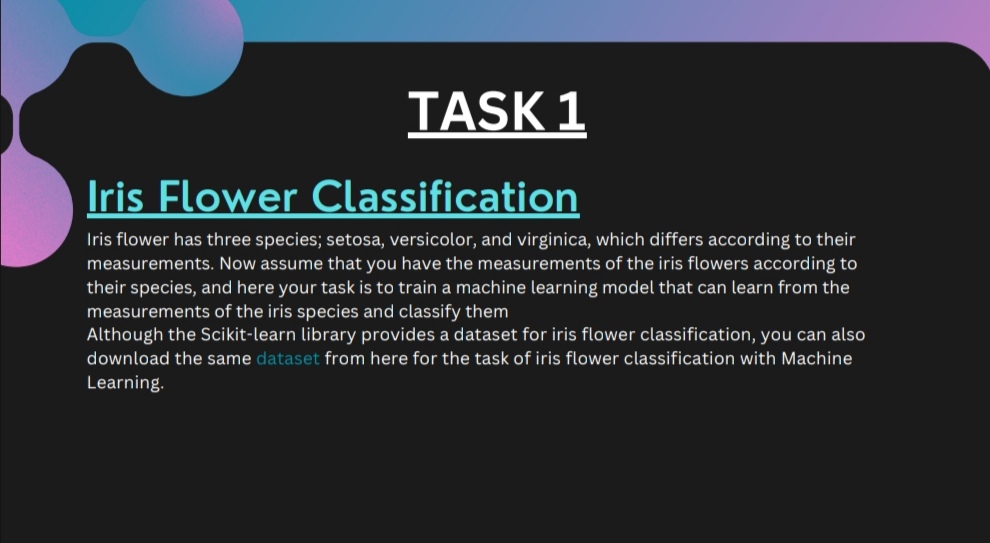 TASK 1
Iris Flower Classification
Iris flower has three species; setosa, versicolor, and virginica, which differs according to their
measurements. Now assume that you have the measurements of the iris flowers according to
their species, and here your task is to train a machine learning model that can learn from the
measurements of the iris species and classify them
Although the Scikit-learn library provides a dataset for iris flower classification, you can also
download the same dataset from here for the task of iris flower classification with Machine
Learning.